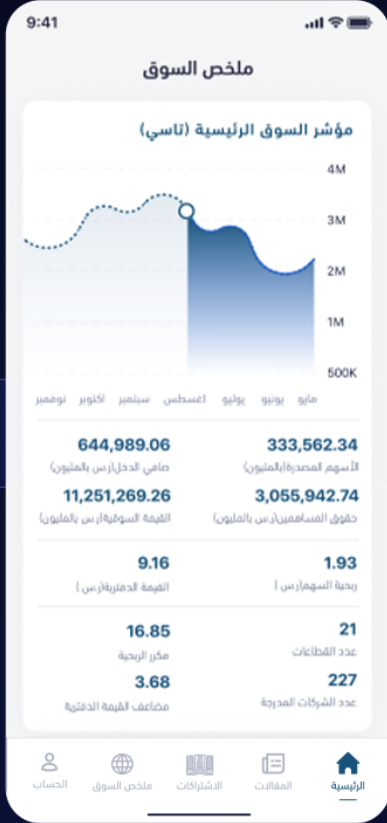 9:41
ملخص السوق
مؤشر السوق الرئيسية (تاسي)
4M
3M
2M
1M
500K
مايو يونيو يوليو اغسطس سبتمبر اكتوبر نوفمبر
333,562.34 644,989.06
الأسهم المصدرة(بالمليون) صافي الدخل(ر.س بالمليون)
3,055,942.74 11,251,269.26
حقوق المساهمين(ر.س بالمليون) القيمة السوقية(ر.س بالمليون)
1.93 9.16
ربحية السهم(ر.س ) القيمة الدفترية(ر.س )
21 16.85
عدد القطاعات مكرر الربحية
227 3.68
عدد الشركات المدرجة مضاعف القيمة الدفترية
الرئيسية المقالات الاشتراكات ملخص السوق الحساب